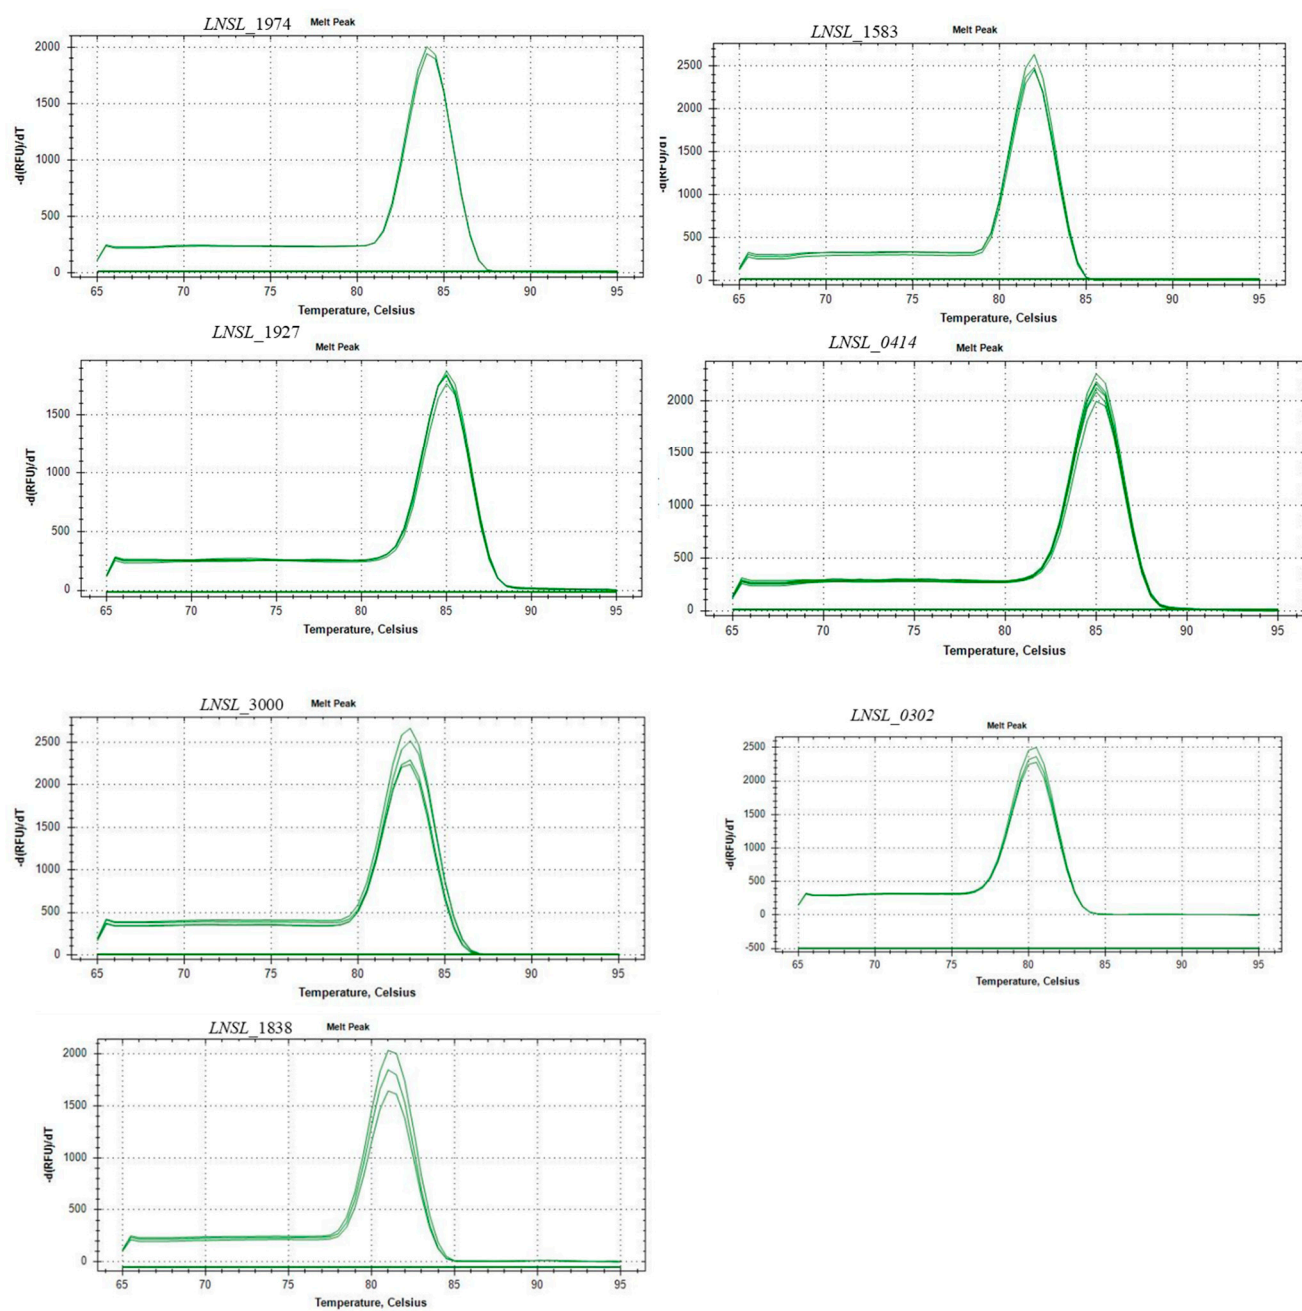 LNSL_1974 Melt Peak
-d(RFU)/dT
2000
1500
1000
500
0
65 70 75 80 85 90 95
Temperature, Celsius
LNSL_1583 Melt Peak
-d(RFU)/dT
2500
2000
1500
1000
500
0
65 70 75 80 85 90 95
Temperature, Celsius
LNSL_1927
Melt Peak
-d(RFU)/dT
1500
1000
500
0
65 70 75 80 85 90 95
Temperature, Celsius
LNSL_0414
Melt Peak
2000
1500
1000
500
0
65 70 75 80 85 90 95
Temperature, Celsius
LNSL_3000 Melt Peak
-d(RFU)/dT
2500
2000
1500
1000
500
0
65 70 75 80 85 90 95
Temperature, Celsius
LNSL_0302
Melt Peak
-d(RFU)/dT
2500
2000
1500
1000
500
0
-500
65 70 75 80 85 90 95
Temperature, Celsius
LNSL_1838 Melt Peak
-d(RFU)/dT
2000
1500
1000
500
0
65 70 75 80 85 90 95
Temperature, Celsius